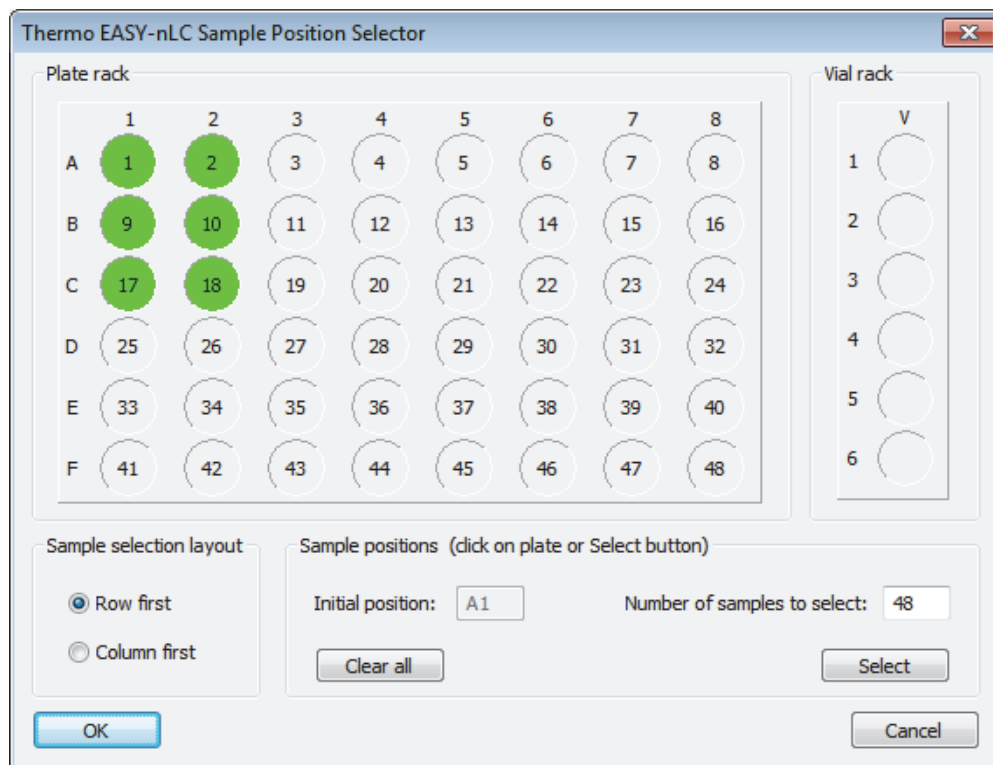 Thermo EASY-nLC Sample Position Selector
Plate rack
Vial rack
1 2 3 4 5 6 7 8
V
A 1 2 3 4 5 6 7 8
1
B 9 10 11 12 13 14 15 16
2
C 17 18 19 20 21 22 23 24
3
D 25 26 27 28 29 30 31 32
4
E 33 34 35 36 37 38 39 40
5
F 41 42 43 44 45 46 47 48
6
Sample selection layout
Row first
Column first
Sample positions (click on plate or Select button)
Initial position: A1
Number of samples to select: 48
Clear all
Select
OK
Cancel